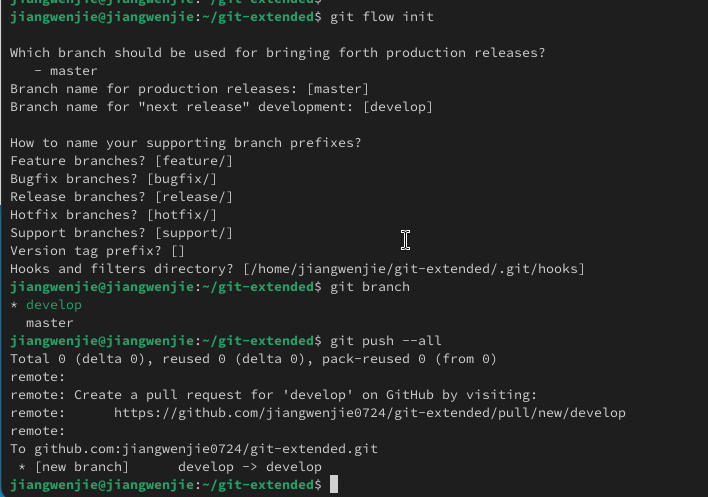 jiangwenjie@jiangwenjie:~/git-extended$
jiangwenjie@jiangwenjie:~/git-extended$ git flow init
Which branch should be used for bringing forth production releases?
   - master
Branch name for production releases: [master]
Branch name for "next release" development: [develop]
How to name your supporting branch prefixes?
Feature branches? [feature/]
Bugfix branches? [bugfix/]
Release branches? [release/]
Hotfix branches? [hotfix/]
Support branches? [support/]
Version tag prefix? []
Hooks and filters directory? [/home/jiangwenjie/git-extended/.git/hooks]
jiangwenjie@jiangwenjie:~/git-extended$ git branch
* develop
  master
jiangwenjie@jiangwenjie:~/git-extended$ git push --all
Total 0 (delta 0), reused 0 (delta 0), pack-reused 0 (from 0)
remote:
remote: Create a pull request for 'develop' on GitHub by visiting:
remote:      https://github.com/jiangwenjie0724/git-extended/pull/new/develop
remote:
To github.com:jiangwenjie0724/git-extended.git
 * [new branch]      develop -> develop
jiangwenjie@jiangwenjie:~/git-extended$